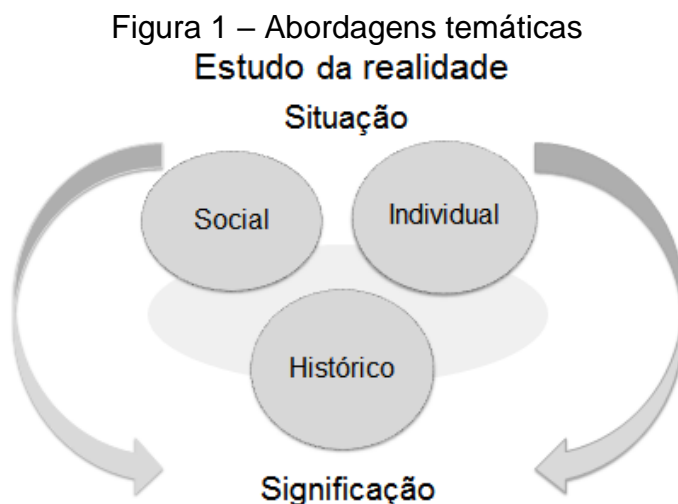 Figura 1 – Abordagens temáticas
Estudo da realidade
Situação
Social
Individual
Histórico
Significação